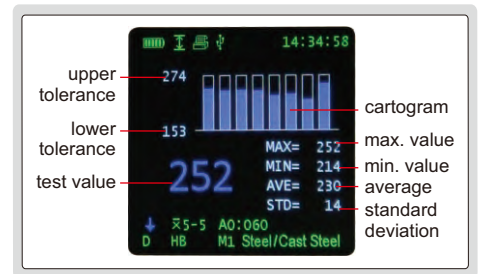 14:34:58
upper tolerance
274
cartogram
lower tolerance
153
MAX= 252
max. value
MIN= 214
min. value
test value
252
AVE= 230
average
STD= 14
standard deviation
x̄5-5 A0:060
D HB M1 Steel/Cast Steel